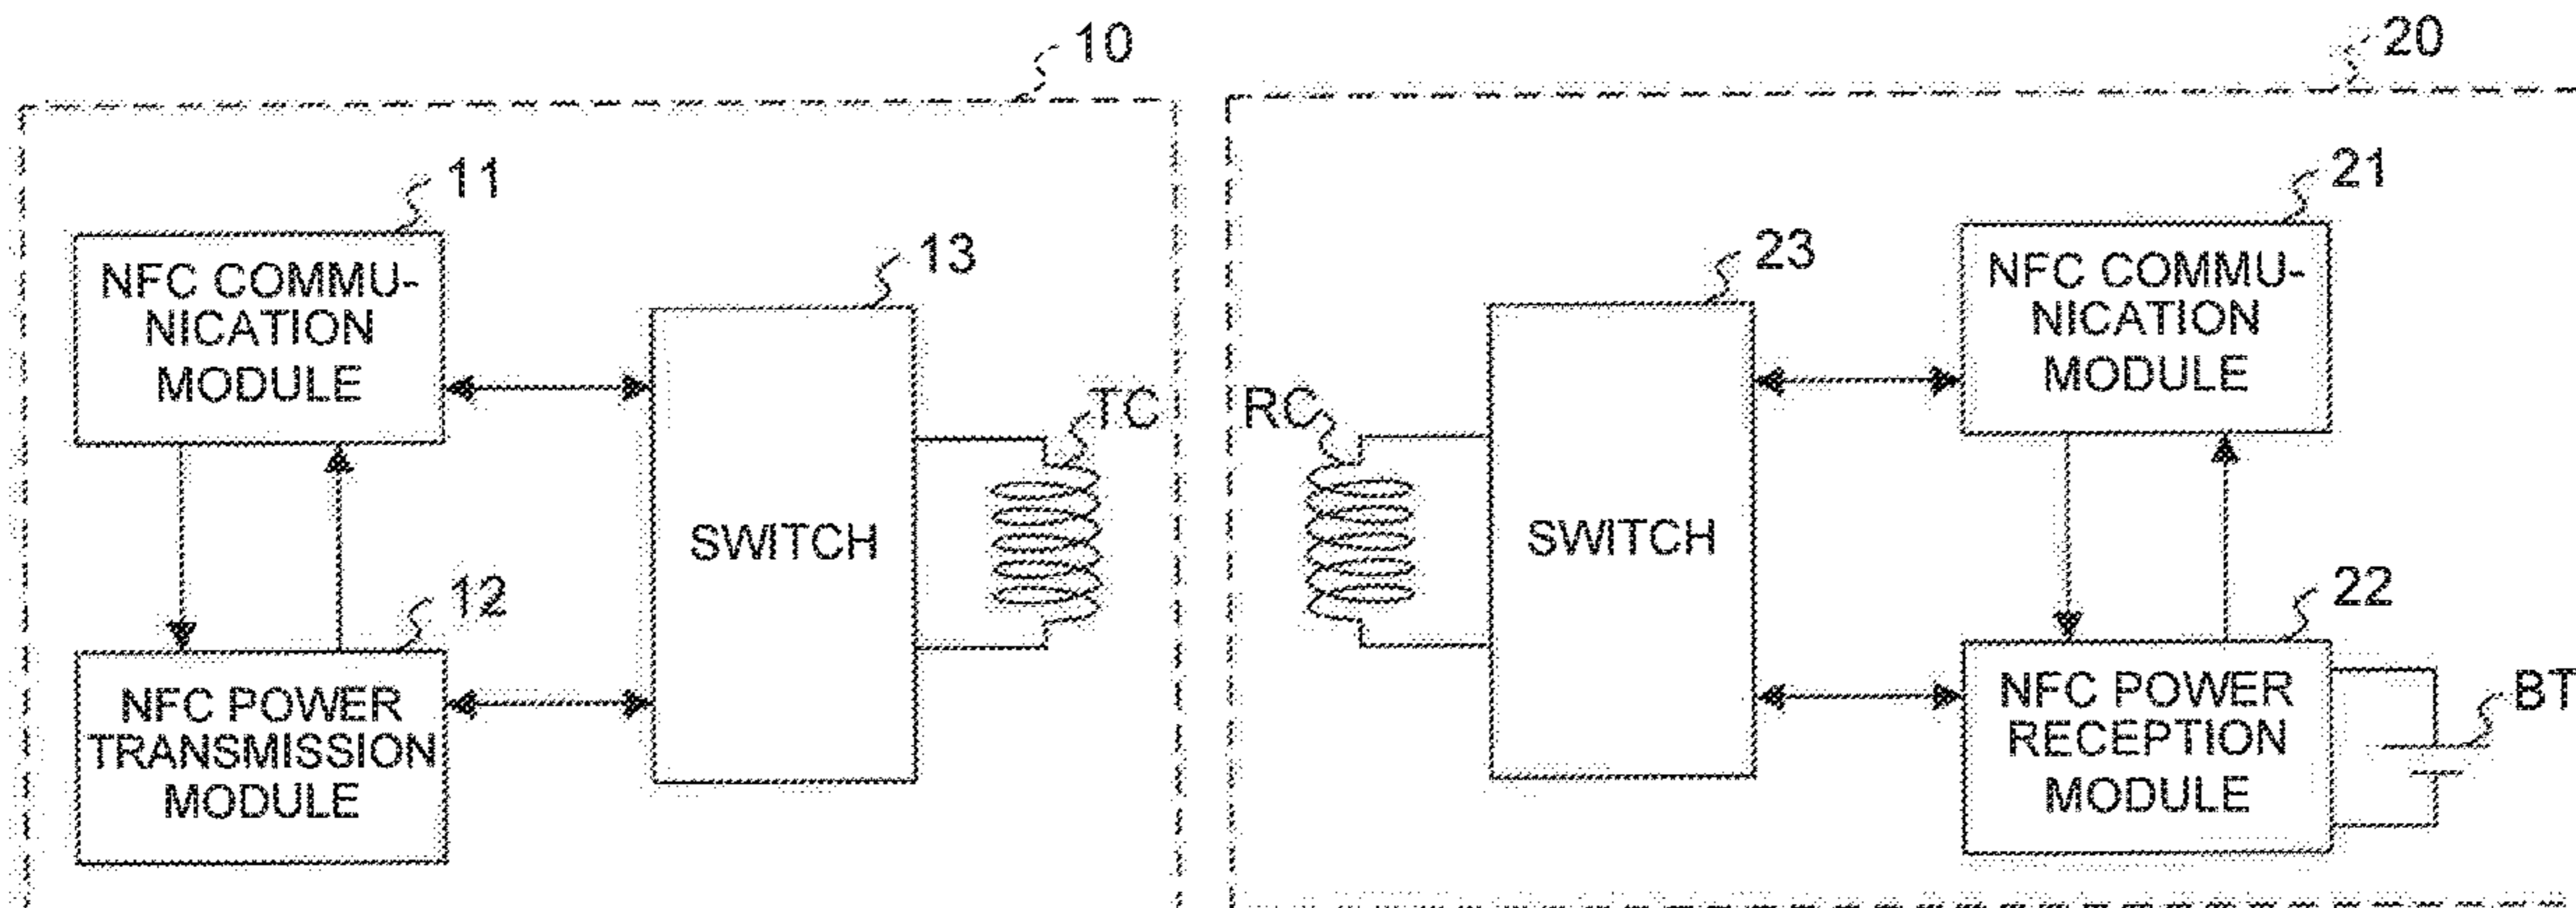 10
20
11
NFC COMMU-
NICATION
MODULE
13
SWITCH
TC
12
NFC POWER
TRANSMISSION
MODULE
RC
23
SWITCH
21
NFC COMMU-
NICATION
MODULE
22
NFC POWER
RECEPTION
MODULE
BT